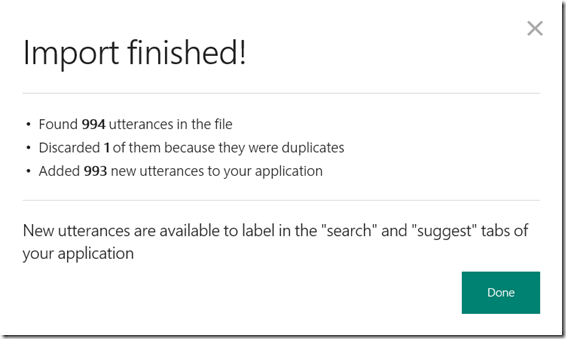 Import finished!
• Found 994 utterances in the file
• Discarded 1 of them because they were duplicates
• Added 993 new utterances to your application
New utterances are available to label in the "search" and "suggest" tabs of
your application
Done